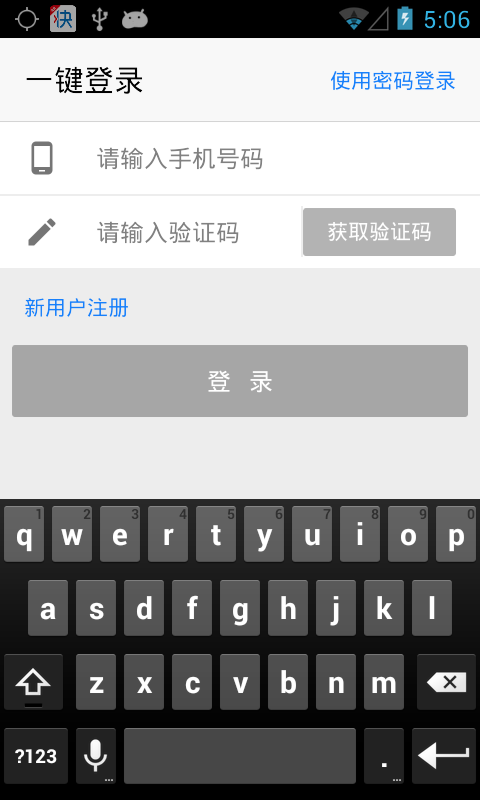 快 5:06
一键登录 使用密码登录
请输入手机号码
请输入验证码 获取验证码
新用户注册
登 录
1 2 3 4 5 6 7 8 9 0
q w e r t y u i o p
a s d f g h j k l
z x c v b n m
?123 ... . ...